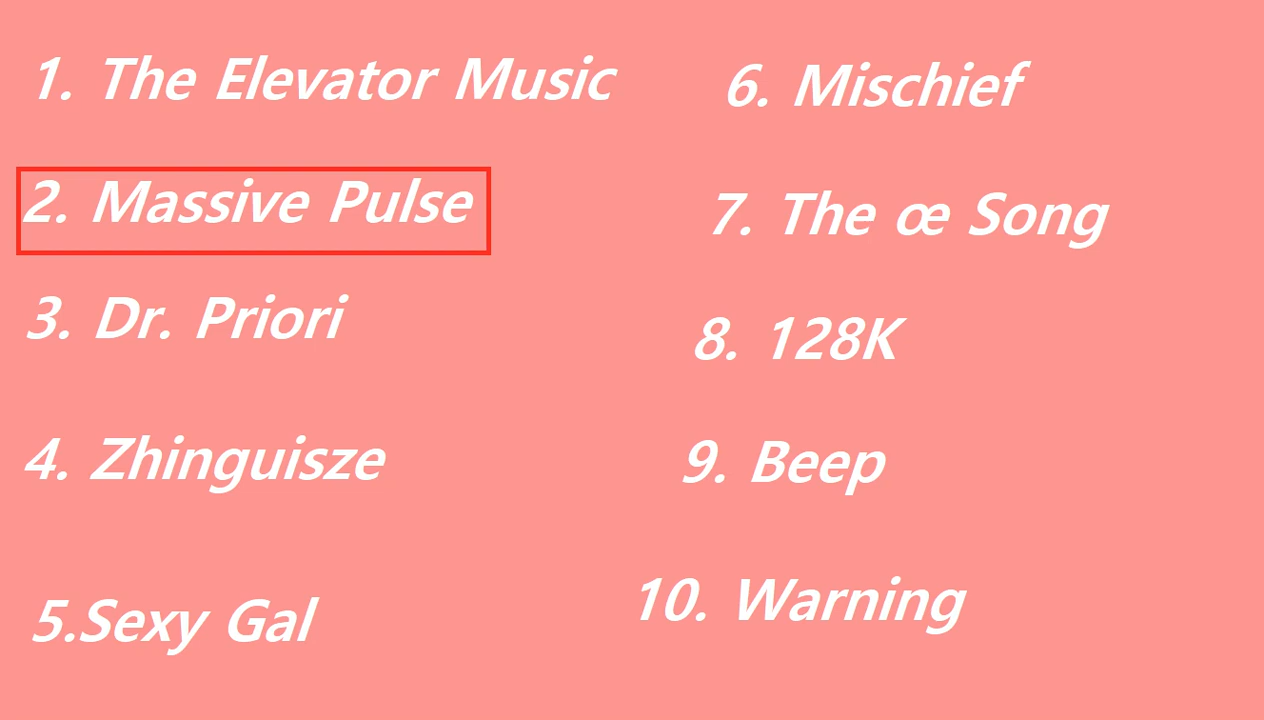 1. The Elevator Music
2. Massive Pulse
3. Dr. Priori
4. Zhinguisze
5.Sexy Gal
6. Mischief
7. The œ Song
8. 128K
9. Beep
10. Warning